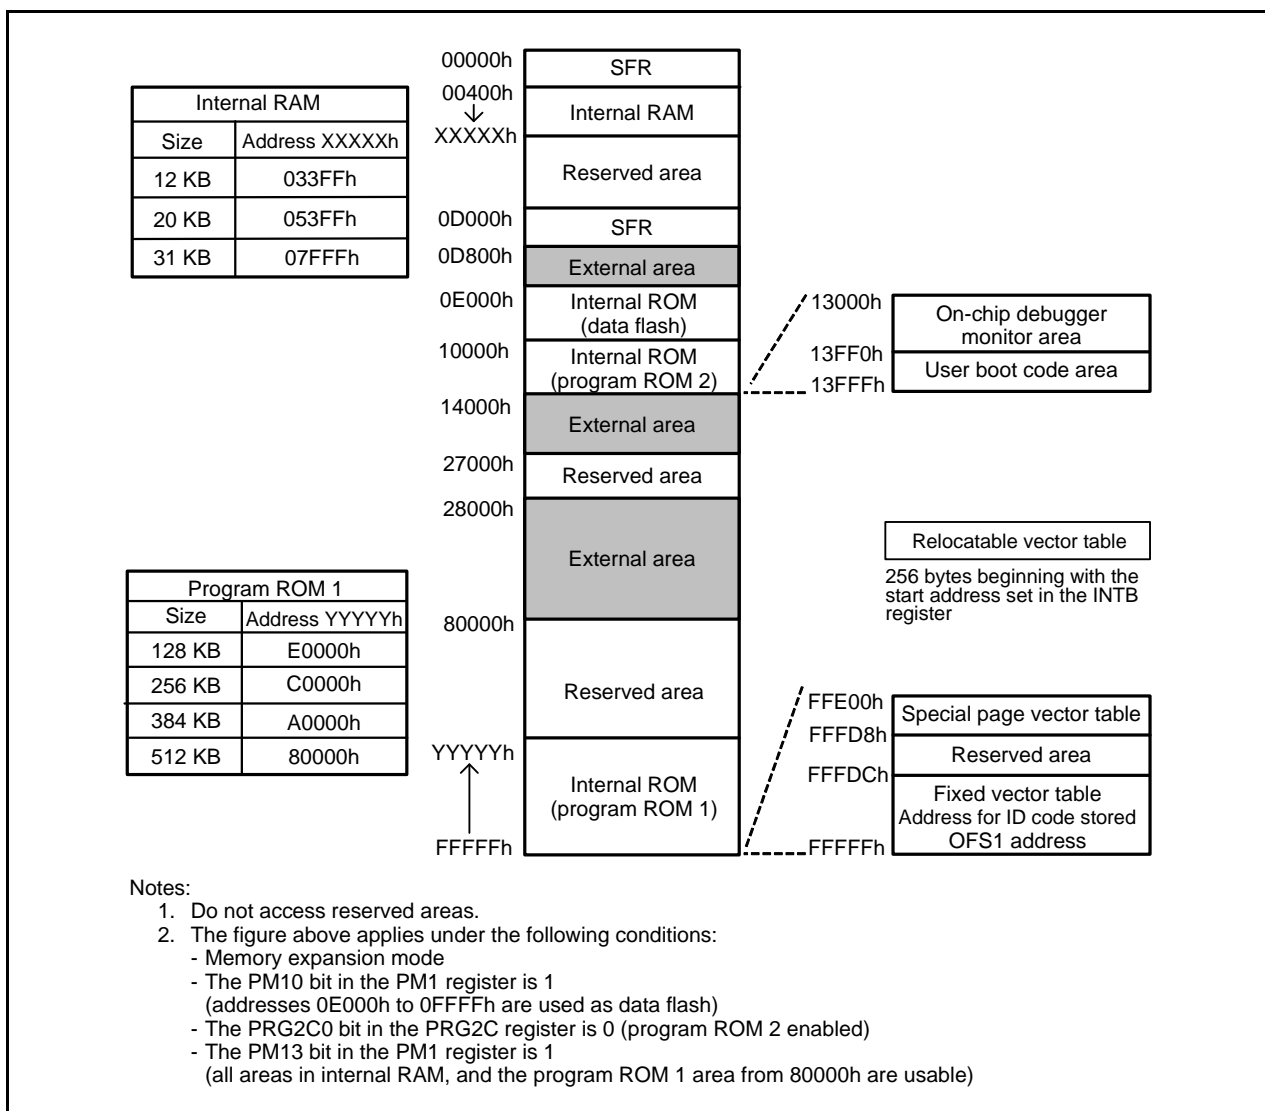 Internal RAM
Size Address XXXXXh
12 KB 033FFh
20 KB 053FFh
31 KB 07FFFh
Program ROM 1
Size Address YYYYYh
128 KB E0000h
256 KB C0000h
384 KB A0000h
512 KB 80000h
00000h
SFR
00400h
Internal RAM
XXXXXh
Reserved area
0D000h
SFR
0D800h
External area
0E000h
Internal ROM
(data flash)
10000h
Internal ROM
(program ROM 2)
14000h
External area
27000h
Reserved area
28000h
External area
80000h
Reserved area
YYYYYh
Internal ROM
(program ROM 1)
FFFFFh
13000h
On-chip debugger
monitor area
13FF0h
User boot code area
13FFFh
Relocatable vector table
256 bytes beginning with the
start address set in the INTB
register
FFE00h
Special page vector table
FFFD8h
Reserved area
FFFDCh
Fixed vector table
Address for ID code stored
OFS1 address
FFFFFh
Notes:
1. Do not access reserved areas.
2. The figure above applies under the following conditions:
- Memory expansion mode
- The PM10 bit in the PM1 register is 1
(addresses 0E000h to 0FFFFh are used as data flash)
- The PRG2C0 bit in the PRG2C register is 0 (program ROM 2 enabled)
- The PM13 bit in the PM1 register is 1
(all areas in internal RAM, and the program ROM 1 area from 80000h are usable)